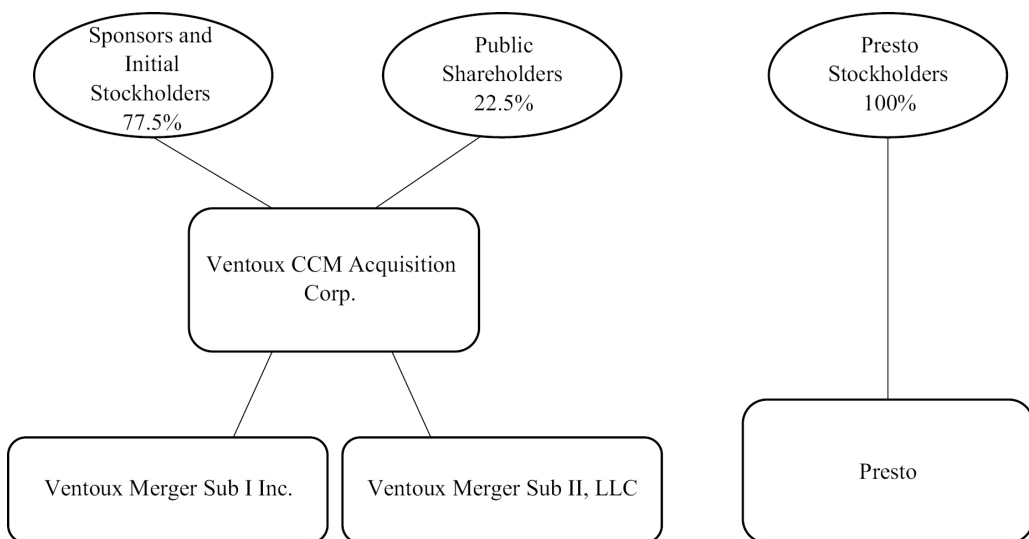 Sponsors and
Initial
Stockholders
77.5%
Public
Shareholders
22.5%
Presto
Stockholders
100%
Ventoux CCM Acquisition
Corp.
Ventoux Merger Sub I Inc.
Ventoux Merger Sub II, LLC
Presto